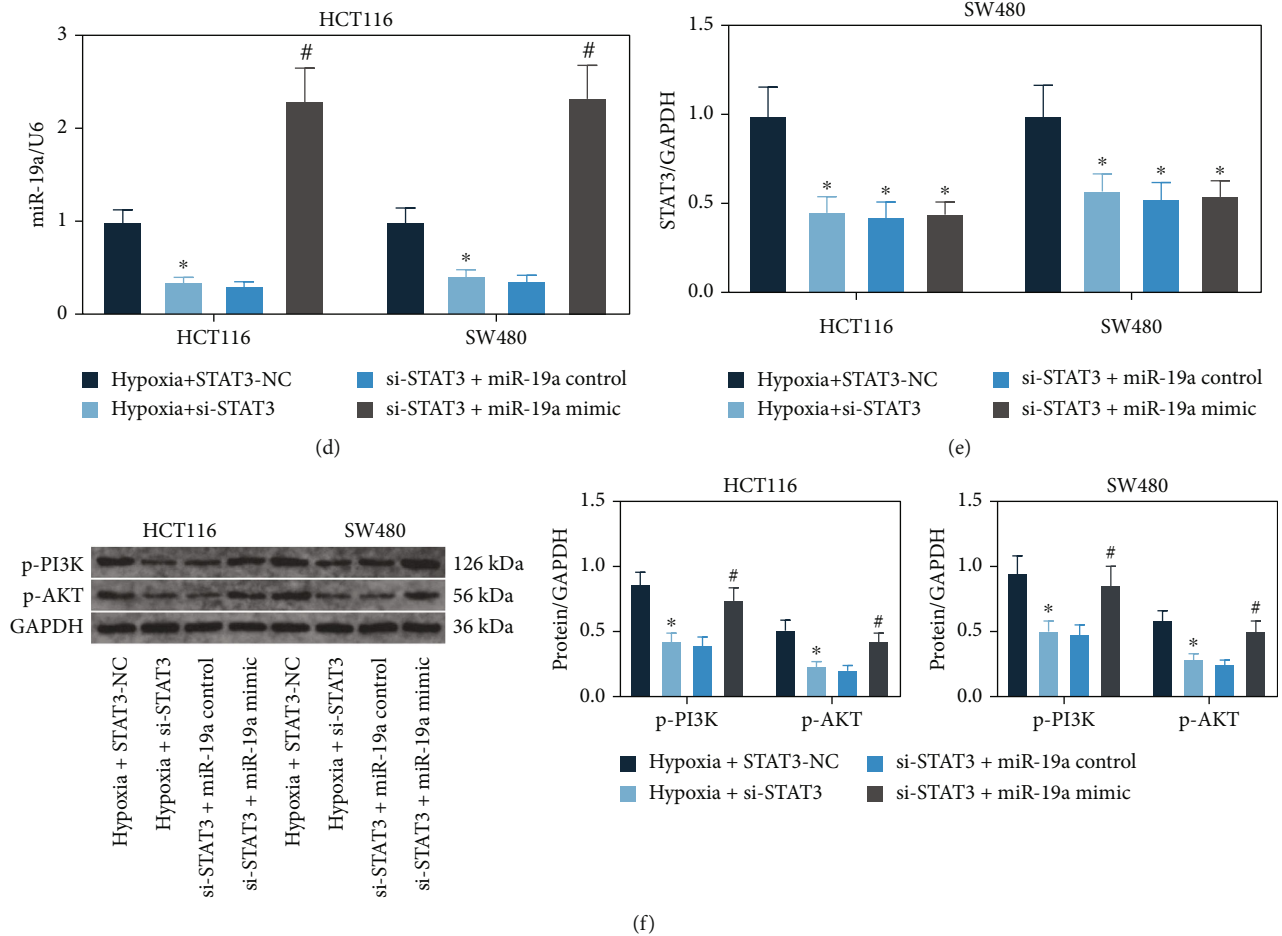 HCT116
3
2
1
0
miR-19a/U6
*
#
*
#
HCT116 SW480
Hypoxia+STAT3-NC
Hypoxia+si-STAT3
si-STAT3 + miR-19a control
si-STAT3 + miR-19a mimic
(d)
SW480
1.5
1.0
0.5
0.0
STAT3/GAPDH
* * *
* * *
HCT116 SW480
Hypoxia+STAT3-NC
Hypoxia+si-STAT3
si-STAT3 + miR-19a control
si-STAT3 + miR-19a mimic
(e)
HCT116 SW480
p-PI3K 126 kDa
p-AKT 56 kDa
GAPDH 36 kDa
Hypoxia + STAT3-NC
Hypoxia + si-STAT3
si-STAT3 + miR-19a control
si-STAT3 + miR-19a mimic
Hypoxia + STAT3-NC
Hypoxia + si-STAT3
si-STAT3 + miR-19a control
si-STAT3 + miR-19a mimic
HCT116
1.5
1.0
0.5
0.0
Protein/GAPDH
*
#
*
#
p-PI3K p-AKT
SW480
1.5
1.0
0.5
0.0
Protein/GAPDH
*
#
*
#
p-PI3K p-AKT
Hypoxia + STAT3-NC
Hypoxia + si-STAT3
si-STAT3 + miR-19a control
si-STAT3 + miR-19a mimic
(f)